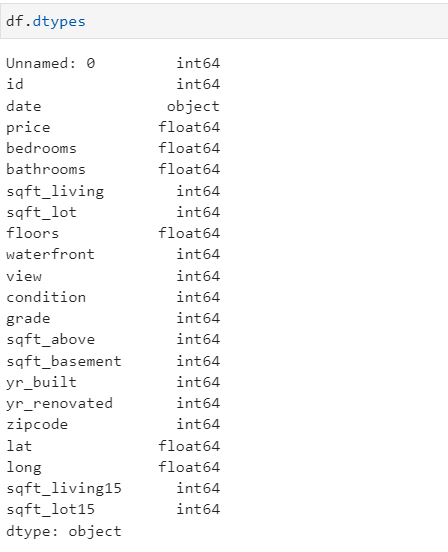 df.dtypes
Unnamed: 0 int64
id int64
date object
price float64
bedrooms float64
bathrooms float64
sqft_living int64
sqft_lot int64
floors float64
waterfront int64
view int64
condition int64
grade int64
sqft_above int64
sqft_basement int64
yr_built int64
yr_renovated int64
zipcode int64
lat float64
long float64
sqft_living15 int64
sqft_lot15 int64
dtype: object